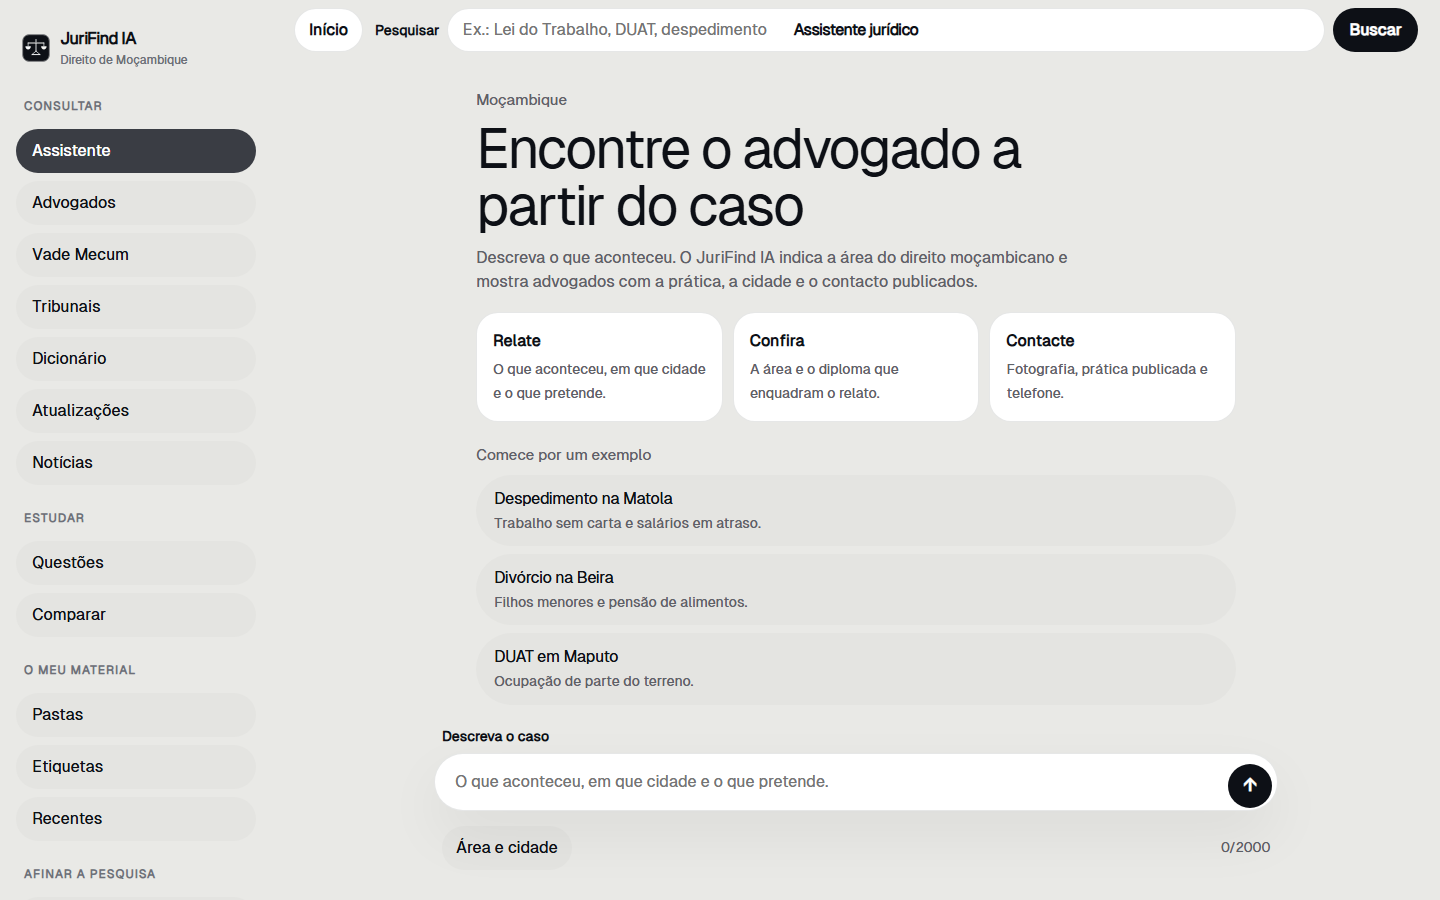 JuriFind IA
Direito de Moçambique
CONSULTAR
Assistente
Advogados
Vade Mecum
Tribunais
Dicionário
Atualizações
Notícias
ESTUDAR
Questões
Comparar
O MEU MATERIAL
Pastas
Etiquetas
Recentes
AFINAR A PESQUISA
Início
Pesquisar
Ex.: Lei do Trabalho, DUAT, despedimento
Assistente jurídico
Buscar
Moçambique
Encontre o advogado a
partir do caso
Descreva o que aconteceu. O JuriFind IA indica a área do direito moçambicano e
mostra advogados com a prática, a cidade e o contacto publicados.
Relate
O que aconteceu, em que cidade
e o que pretende.
Confira
A área e o diploma que
enquadram o relato.
Contacte
Fotografia, prática publicada e
telefone.
Comece por um exemplo
Despedimento na Matola
Trabalho sem carta e salários em atraso.
Divórcio na Beira
Filhos menores e pensão de alimentos.
DUAT em Maputo
Ocupação de parte do terreno.
Descreva o caso
O que aconteceu, em que cidade e o que pretende.
Área e cidade
0/2000